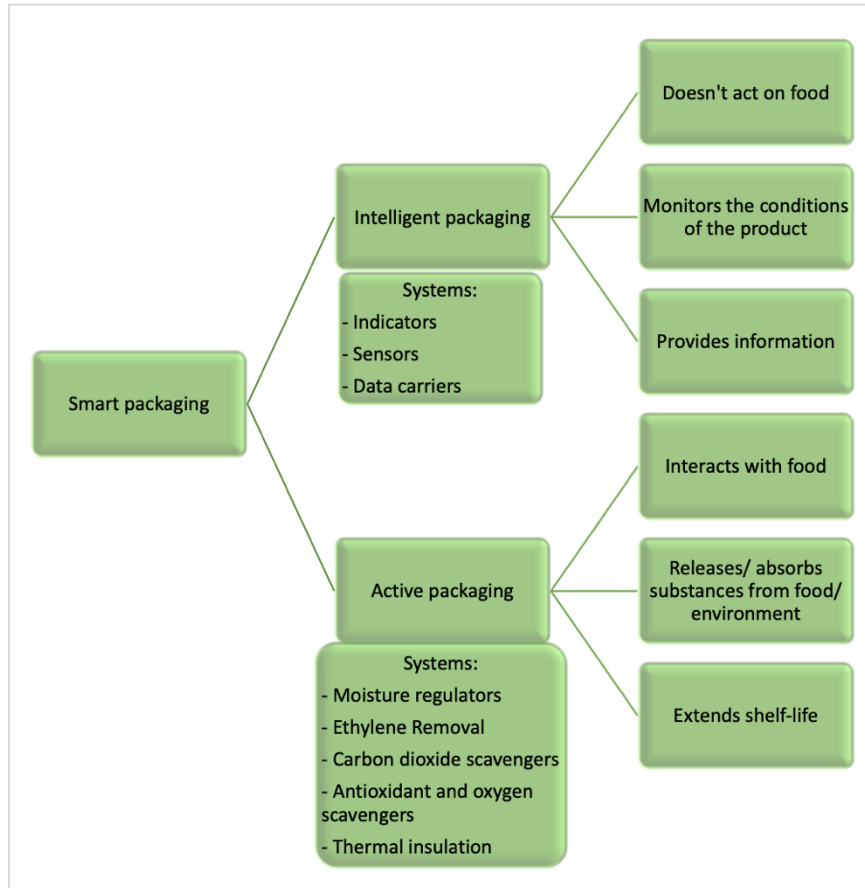 Smart packaging
Intelligent packaging
Systems:
- Indicators
- Sensors
- Data carriers
Doesn't act on food
Monitors the conditions
of the product
Provides information
Active packaging
Systems:
- Moisture regulators
- Ethylene Removal
- Carbon dioxide scavengers
- Antioxidant and oxygen
scavengers
- Thermal insulation
Interacts with food
Releases/ absorbs
substances from food/
environment
Extends shelf-life